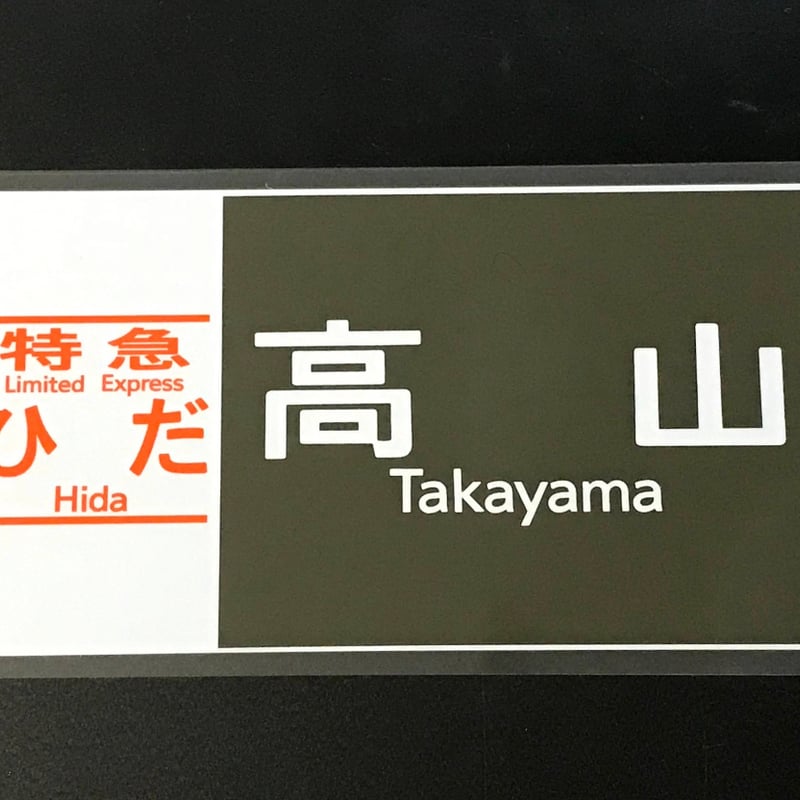 特急
Limited Express
ひだ
Hida
高山
Takayama